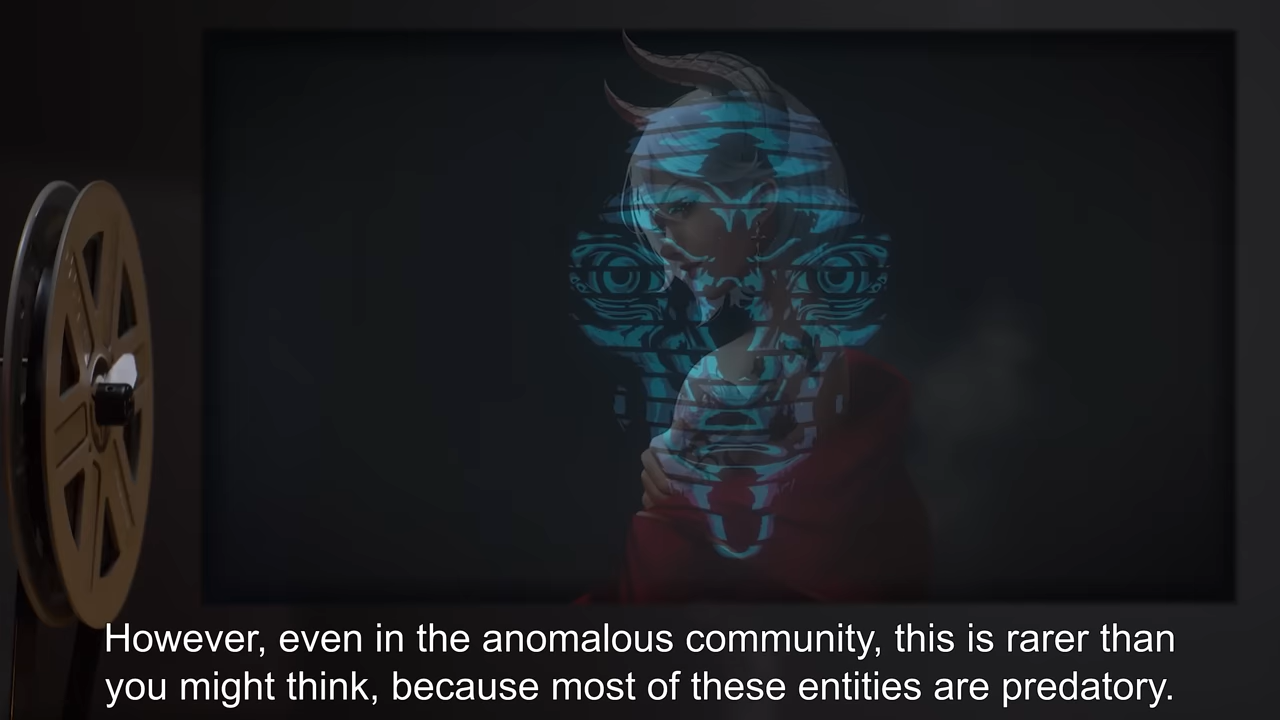 However, even in the anomalous community, this is rarer than
you might think, because most of these entities are predatory.